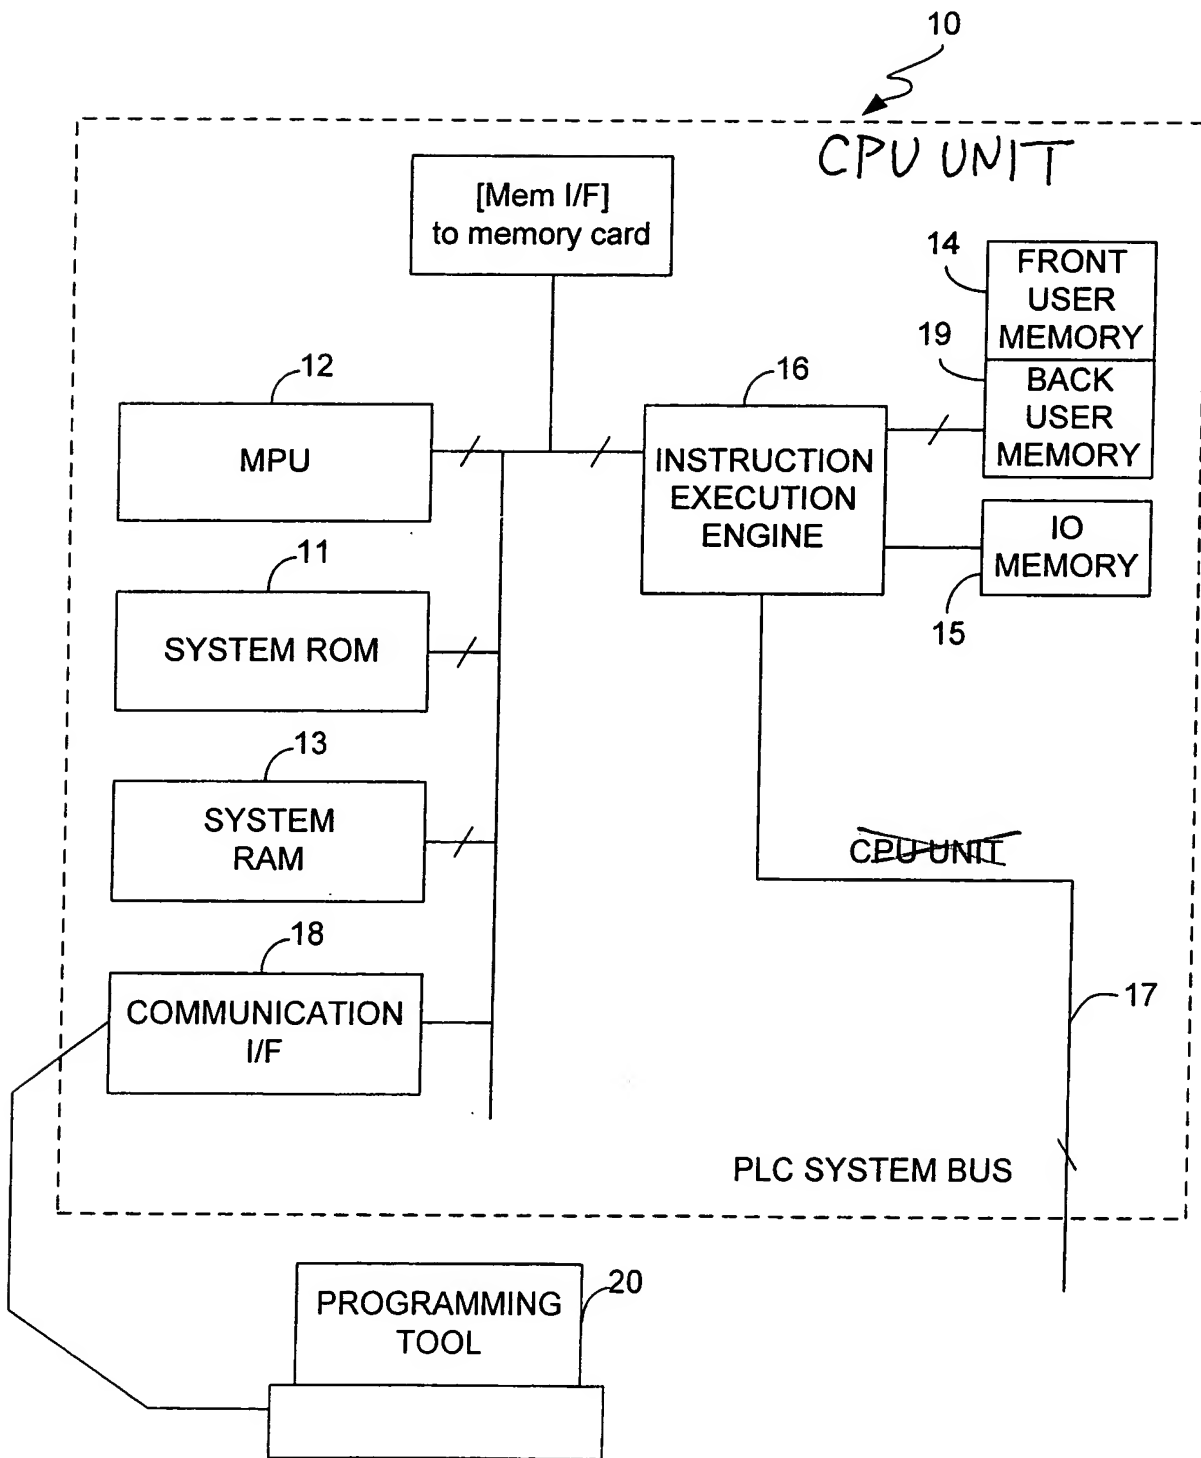 10
CPU UNIT
[Mem I/F]
to memory card
14
FRONT
USER
MEMORY
19
BACK
USER
MEMORY
12
MPU
16
INSTRUCTION
EXECUTION
ENGINE
IO
MEMORY
15
11
SYSTEM ROM
13
SYSTEM
RAM
CPU UNIT
18
COMMUNICATION
I/F
17
PLC SYSTEM BUS
PROGRAMMING
TOOL
20